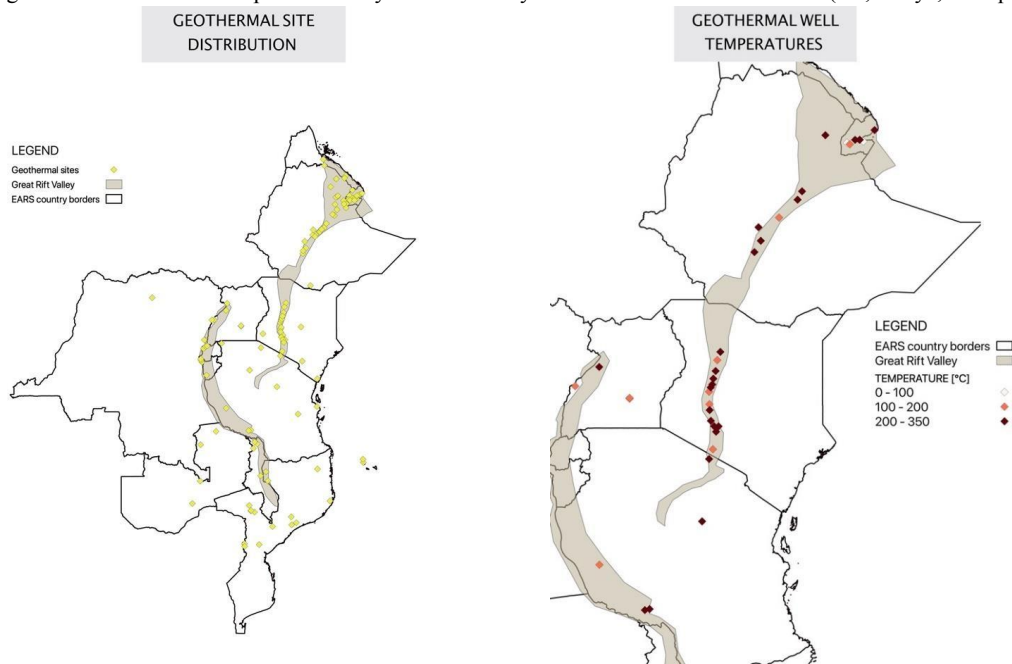 GEOTHERMAL SITE
DISTRIBUTION
LEGEND
Geothermal sites
Great Rift Valley
EARS country borders
GEOTHERMAL WELL
TEMPERATURES
LEGEND
EARS country borders
Great Rift Valley
TEMPERATURE [°C]
0 - 100
100 - 200
200 - 350